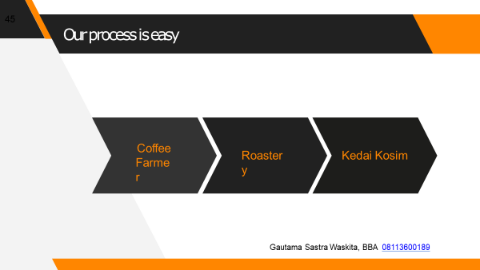 45
Our process is easy
Coffee
Farme
r
Roaster
y
Kedai Kosim
Gautama Sastra Waskita, BBA 08113600189